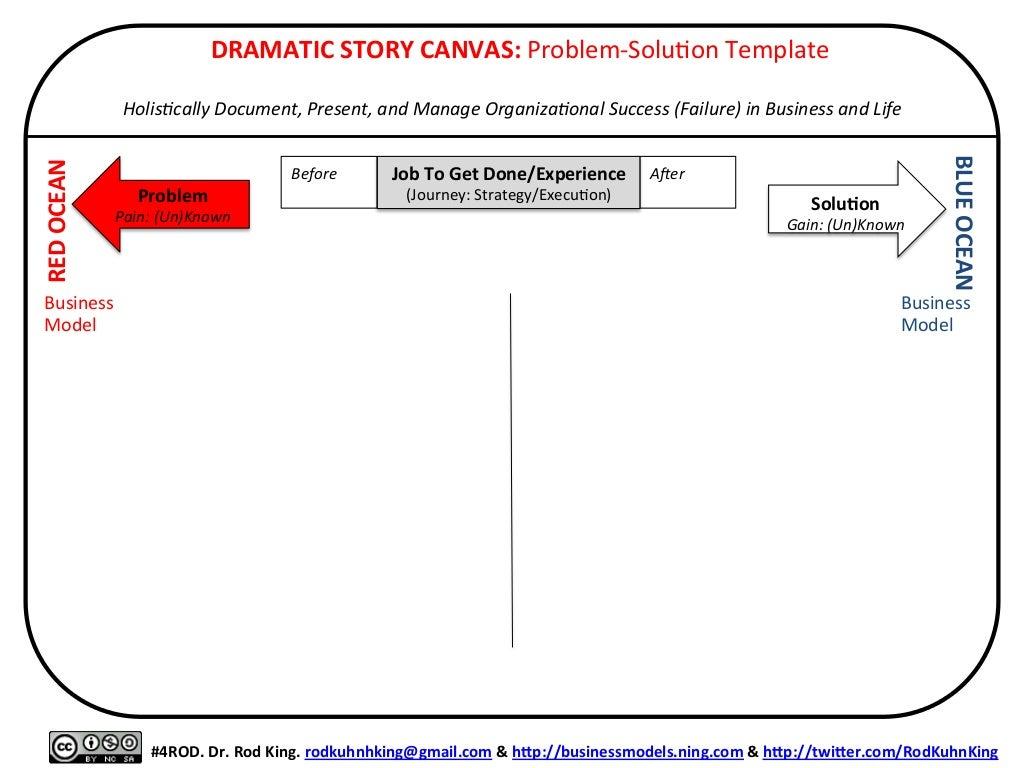 DRAMATIC STORY CANVAS: Problem-Solution Template
Holistically Document, Present, and Manage Organizational Success (Failure) in Business and Life
RED OCEAN
Problem
Pain: (Un)Known
Before
Job To Get Done/Experience
(Journey: Strategy/Execution)
After
Solution
Gain: (Un)Known
BLUE OCEAN
Business
Model
Business
Model
cc BY NC SA
#4ROD. Dr. Rod King. rodkuhnhking@gmail.com & http://businessmodels.ning.com & http://twitter.com/RodKuhnKing